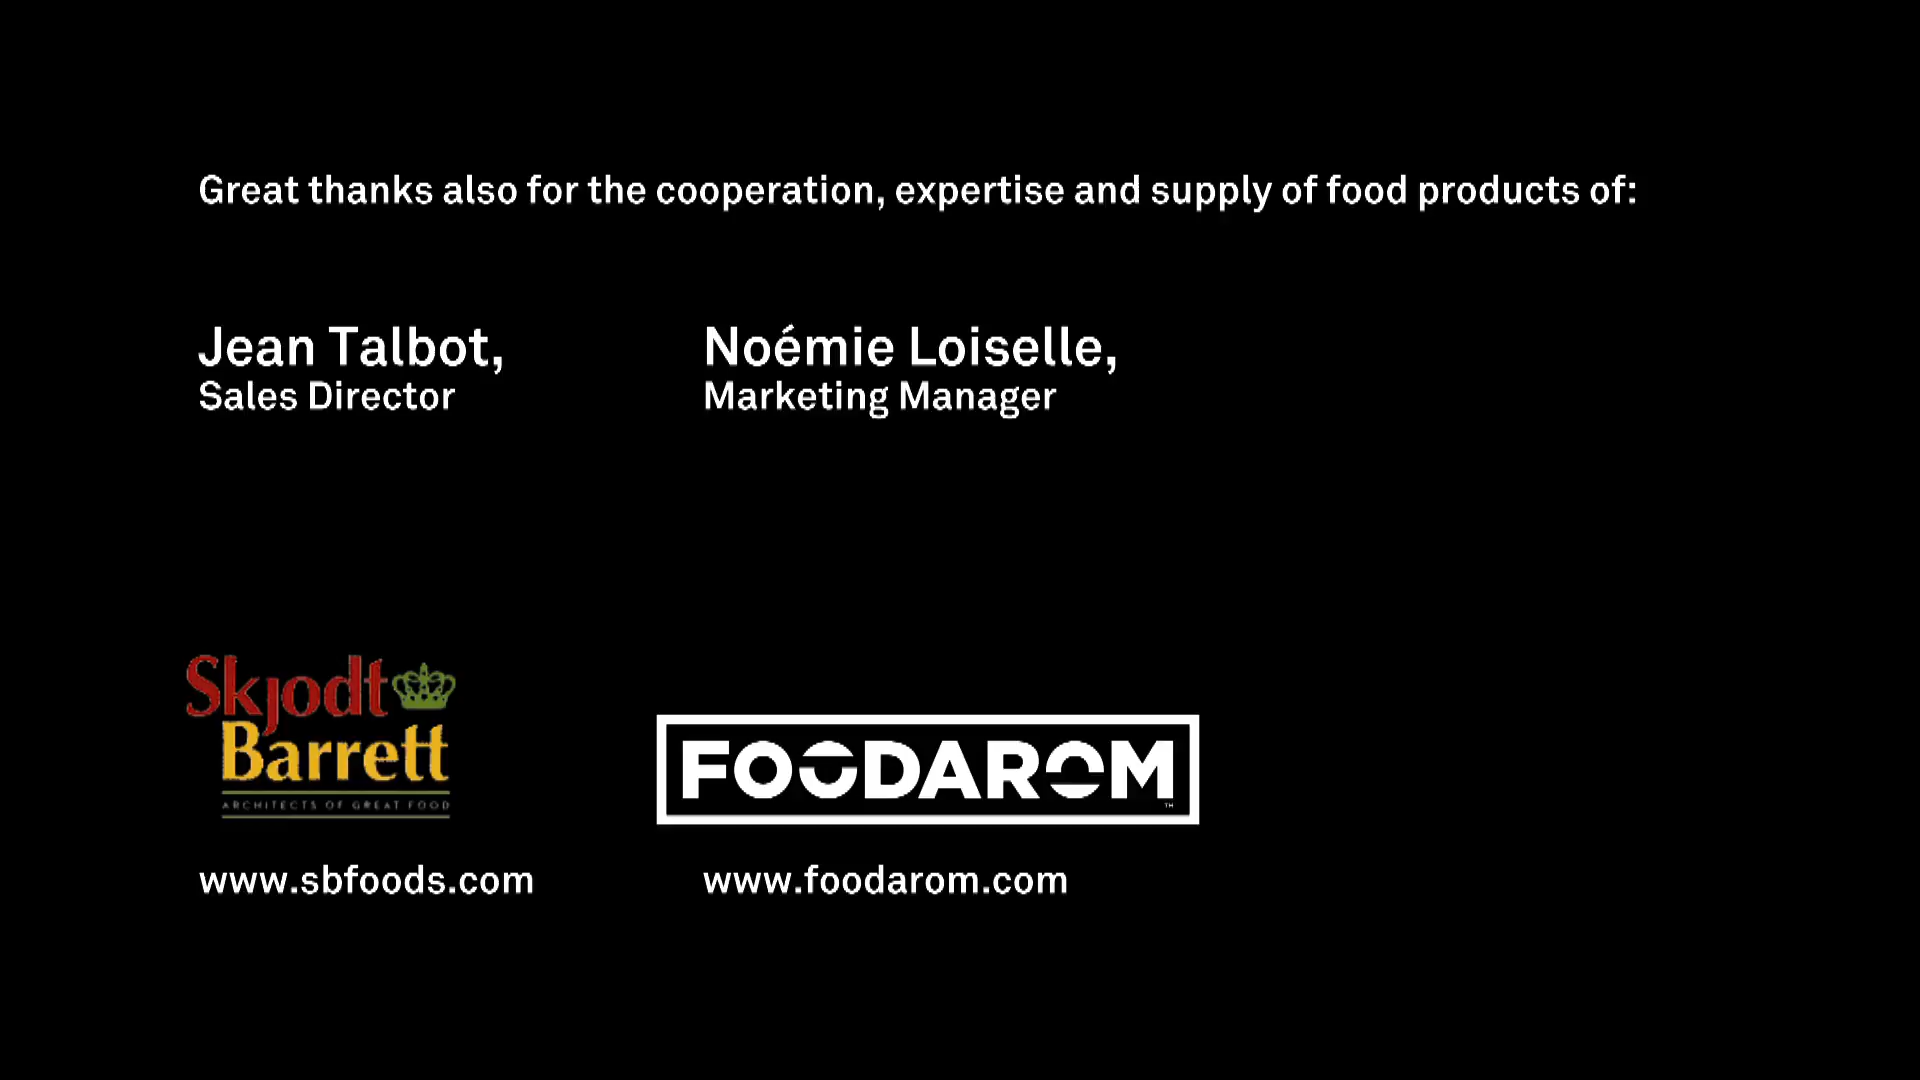 Great thanks also for the cooperation, expertise and supply of food products of:
Jean Talbot,
Sales Director
Noémie Loiselle,
Marketing Manager
Skjodt
Barrett
ARCHITECTS OF GREAT FOOD
www.sbfoods.com
FOODAROM
TM
www.foodarom.com